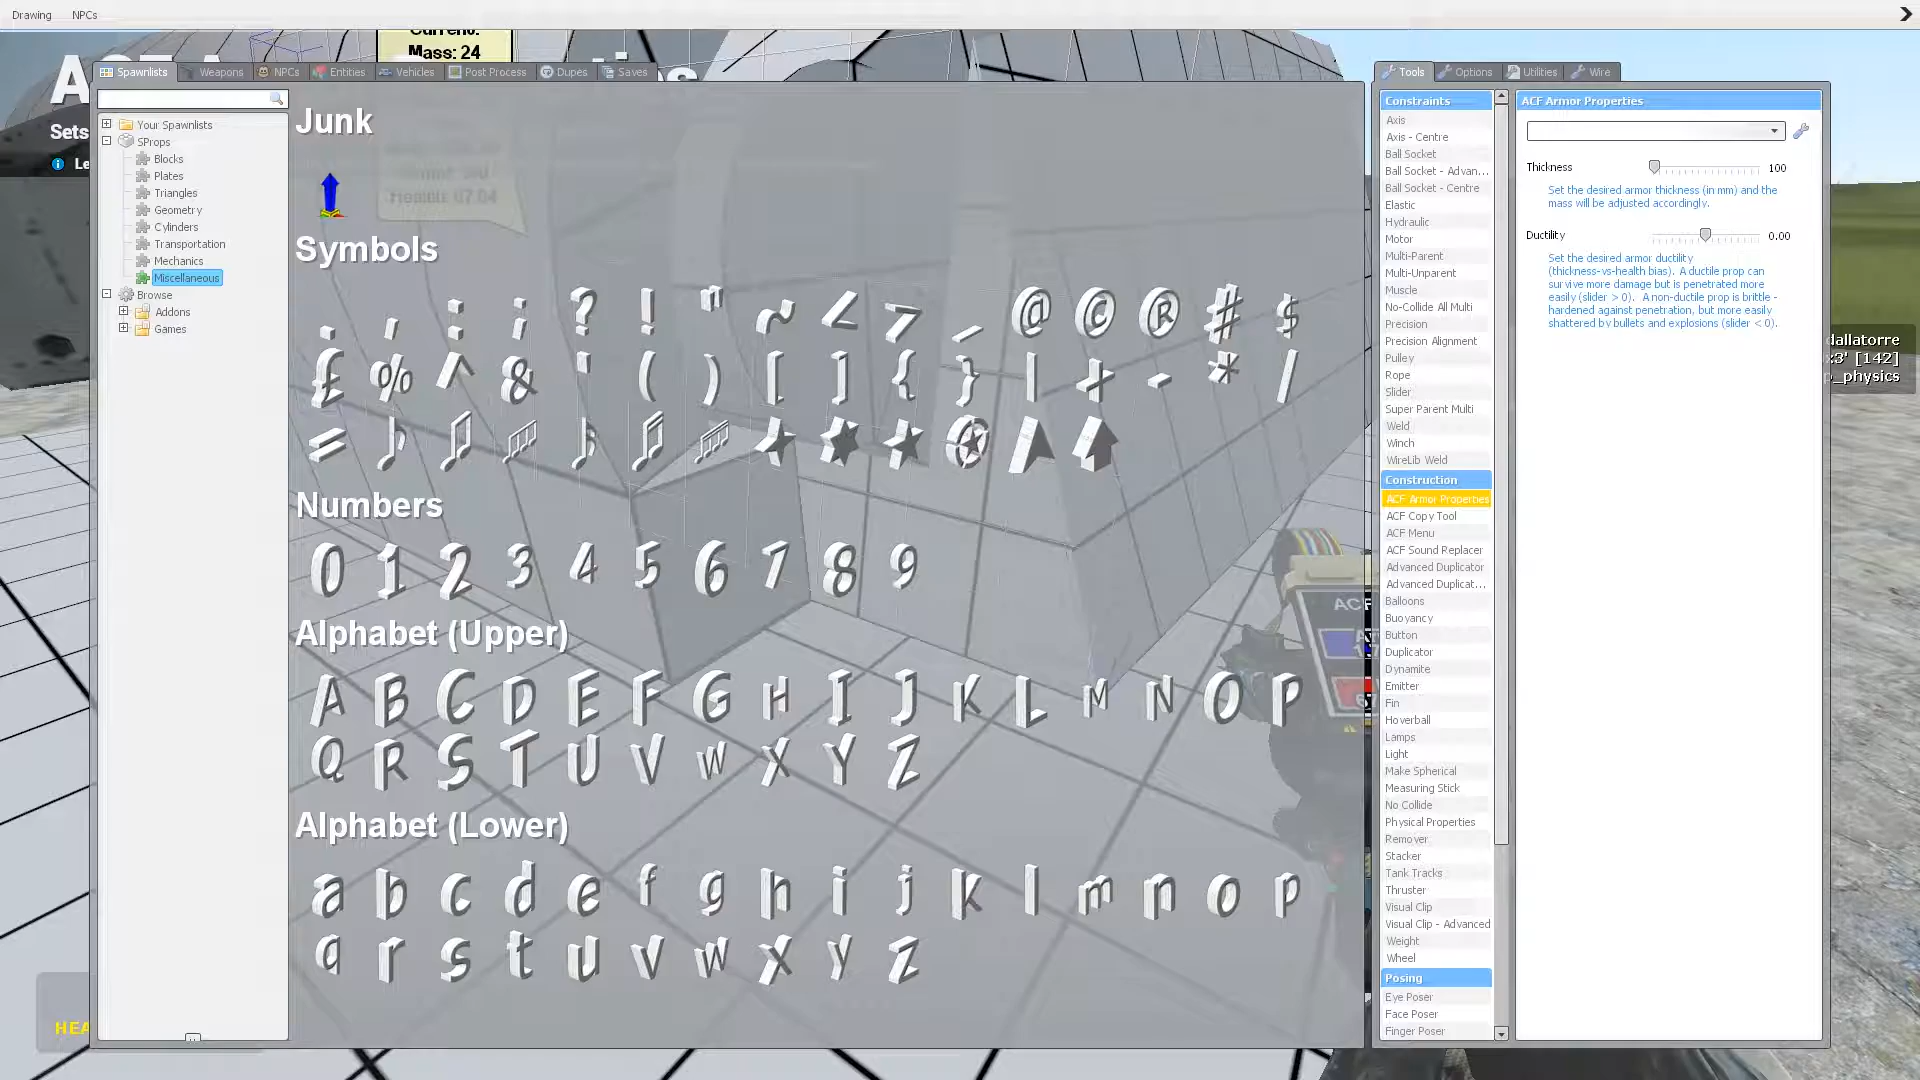 Drawing NPCs
Mass: 24
Spawnlists Weapons NPCs Entities Vehicles Post Process Dupes Saves
Tools Options Utilities Wire
Sets
Le
Your Spawnlists
SProps
Blocks
Plates
Triangles
Geometry
Cylinders
Transportation
Mechanics
Miscellaneous
Browse
Addons
Games
Junk
Symbols
. , : ; ? ! " ~ < > _ @ © ® # $
£ % ^ & ' ( ) [ ] { } | + - * /
=
Numbers
0 1 2 3 4 5 6 7 8 9
Alphabet (Upper)
A B C D E F G H I J K L M N O P
Q R S T U V W X Y Z
Alphabet (Lower)
a b c d e f g h i j k l m n o p
q r s t u v w x y z
HEA
Constraints
Axis
Axis - Centre
Ball Socket
Ball Socket - Advan...
Ball Socket - Centre
Elastic
Hydraulic
Motor
Multi-Parent
Multi-Unparent
Muscle
No-Collide All Multi
Precision
Precision Alignment
Pulley
Rope
Slider
Super Parent Multi
Weld
Winch
WireLib Weld
Construction
ACF Armor Properties
ACF Copy Tool
ACF Menu
ACF Sound Replacer
Advanced Duplicator
Advanced Duplicat...
Balloons
Buoyancy
Button
Duplicator
Dynamite
Emitter
Fin
Hoverball
Lamps
Light
Make Spherical
Measuring Stick
No Collide
Physical Properties
Remover
Stacker
Tank Tracks
Thruster
Visual Clip
Visual Clip - Advanced
Weight
Wheel
Posing
Eye Poser
Face Poser
Finger Poser
ACF Armor Properties
Thickness 100
Set the desired armor thickness (in mm) and the
mass will be adjusted accordingly.
Ductility 0.00
Set the desired armor ductility
(thickness-vs-health bias). A ductile prop can
survive more damage but is penetrated more
easily (slider > 0). A non-ductile prop is brittle -
hardened against penetration, but more easily
shattered by bullets and explosions (slider < 0).
dallatorre
:3' [142]
_physics
ACF